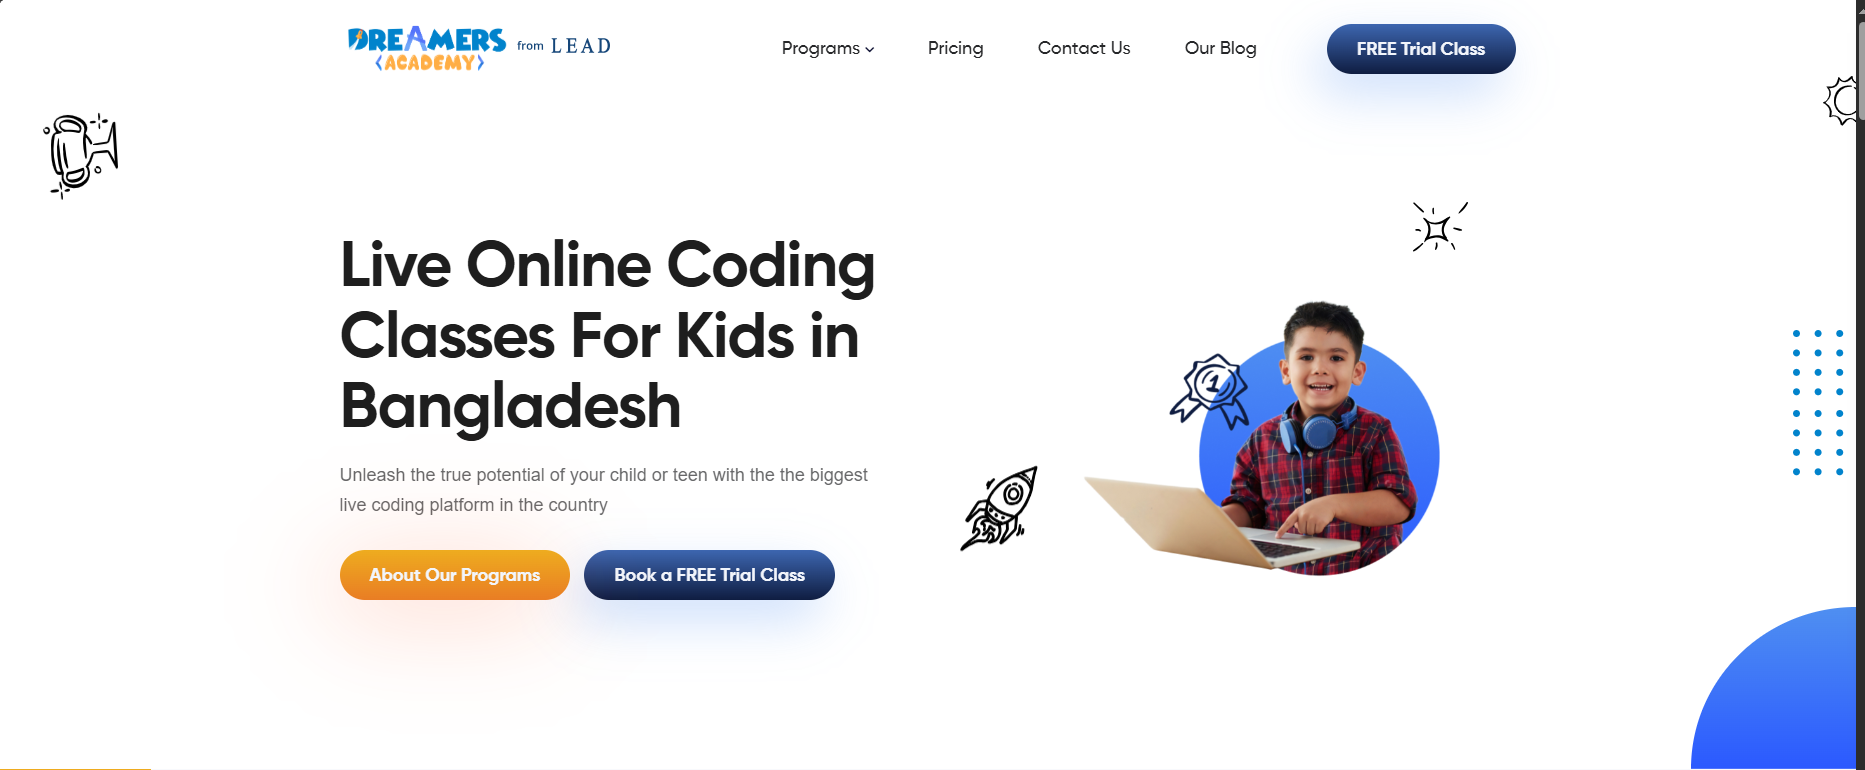 DREAMERS
<ACADEMY>
from LEAD
Programs
Pricing
Contact Us
Our Blog
FREE Trial Class
Live Online Coding
Classes For Kids in
Bangladesh
Unleash the true potential of your child or teen with the the biggest
live coding platform in the country
About Our Programs
Book a FREE Trial Class
1